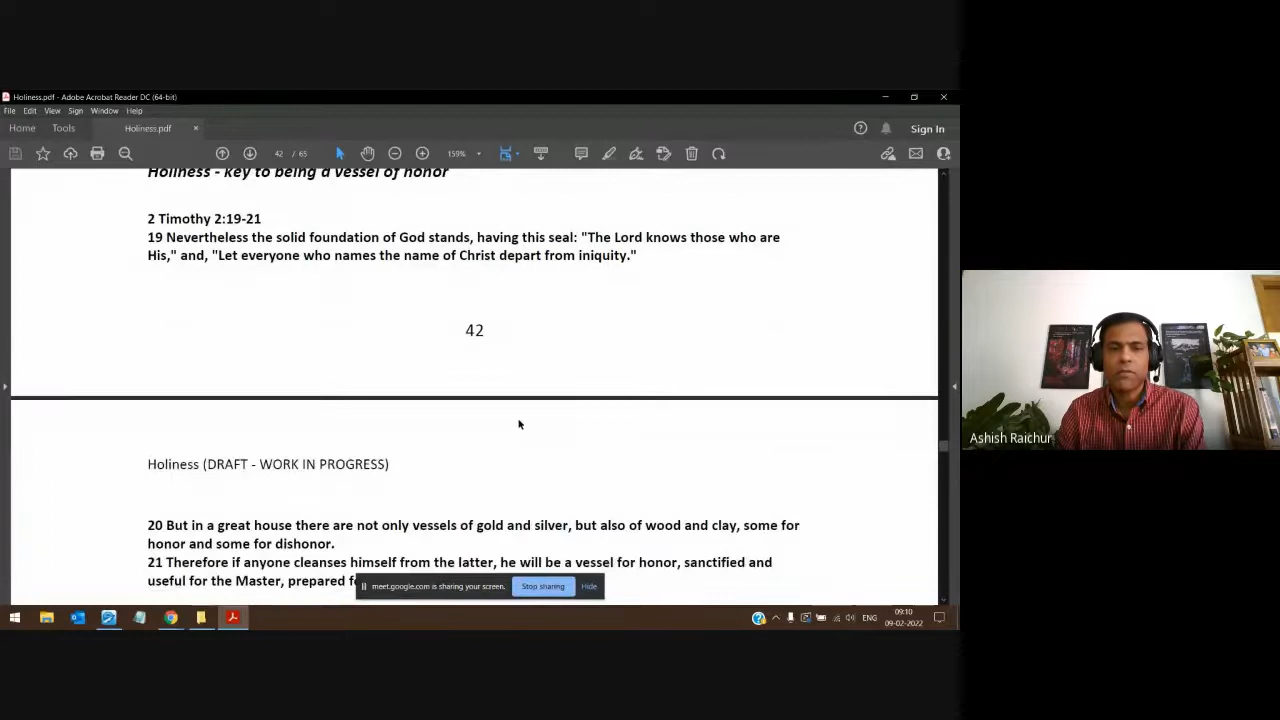 Holiness.pdf - Adobe Acrobat Reader DC (64-bit)
File Edit View Sign Window Help
Home Tools Holiness.pdf × Sign In
42 / 65 159%
Holiness - key to being a vessel of honor
2 Timothy 2:19-21
19 Nevertheless the solid foundation of God stands, having this seal: "The Lord knows those who are
His," and, "Let everyone who names the name of Christ depart from iniquity."
42
Holiness (DRAFT - WORK IN PROGRESS)
20 But in a great house there are not only vessels of gold and silver, but also of wood and clay, some for
honor and some for dishonor.
21 Therefore if anyone cleanses himself from the latter, he will be a vessel for honor, sanctified and
useful for the Master, prepared
meet.google.com is sharing your screen. Stop sharing Hide
ENG 09:10
09-02-2022
Ashish Raichur